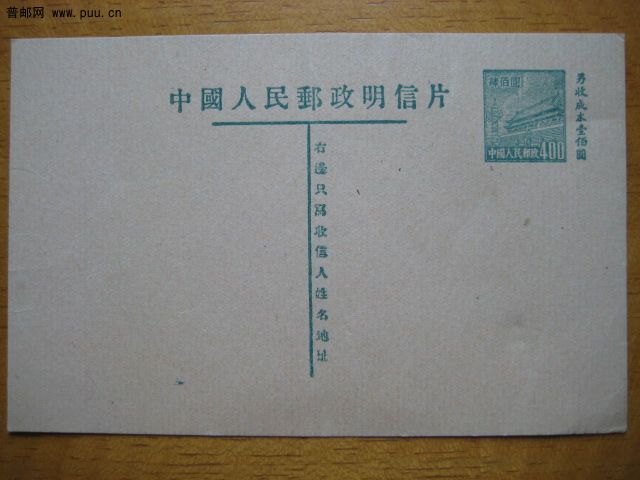 普邮网 www.puu.cn
中國人民郵政明信片
肆佰圓
中國人民郵政 400
另收成本壹佰圓
右邊只寫收信人姓名地址